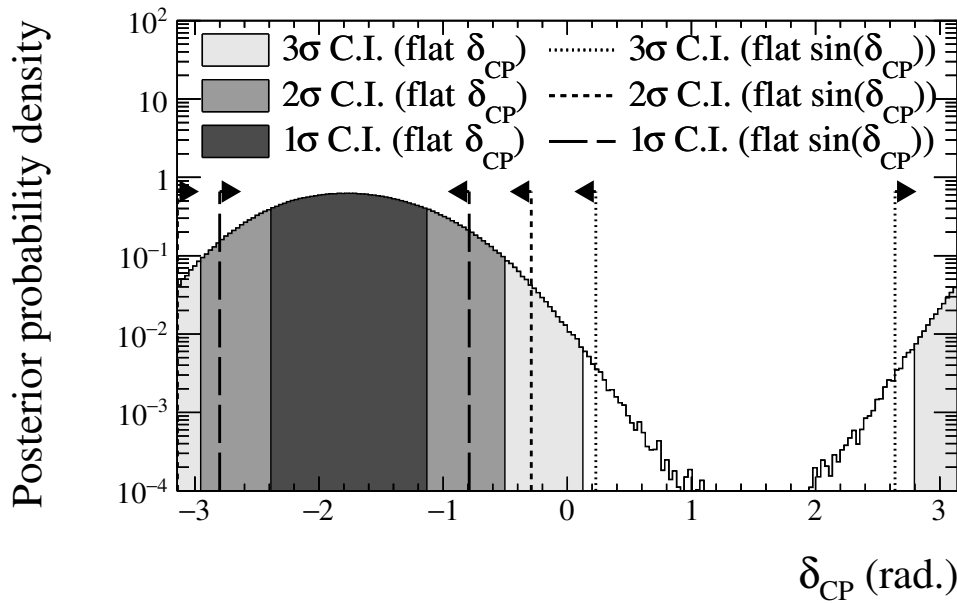 Posterior probability density
10²
10
1
10⁻¹
10⁻²
10⁻³
10⁻⁴
3σ C.I. (flat δCP)
2σ C.I. (flat δCP)
1σ C.I. (flat δCP)
3σ C.I. (flat sin(δCP))
2σ C.I. (flat sin(δCP))
1σ C.I. (flat sin(δCP))
−3 −2 −1 0 1 2 3
δCP (rad.)